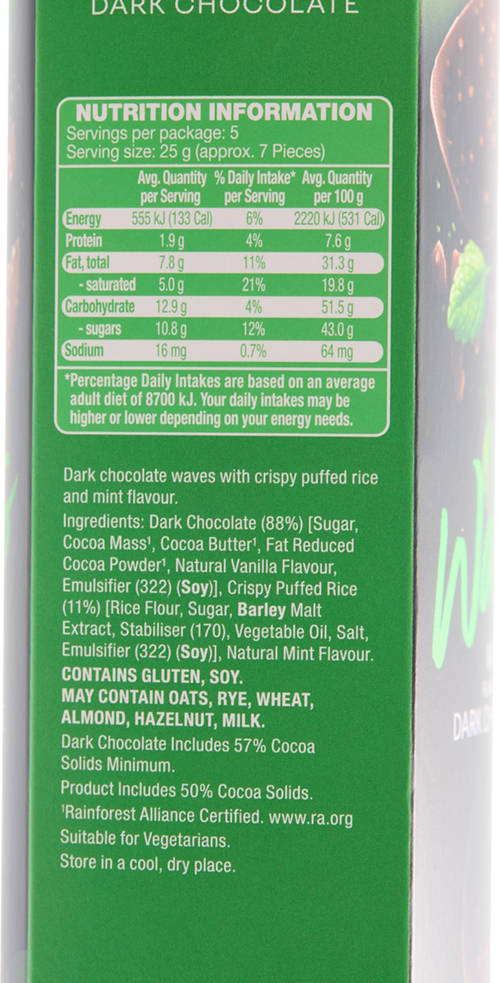 DARK CHOCOLATE
NUTRITION INFORMATION
Servings per package: 5
Serving size: 25 g (approx. 7 Pieces)
Avg. Quantity % Daily Intake* Avg. Quantity
per Serving per Serving per 100 g
Energy 555 kJ (133 Cal) 6% 2220 kJ (531 Cal)
Protein 1.9 g 4% 7.6 g
Fat, total 7.8 g 11% 31.3 g
- saturated 5.0 g 21% 19.8 g
Carbohydrate 12.9 g 4% 51.5 g
- sugars 10.8 g 12% 43.0 g
Sodium 16 mg 0.7% 64 mg
*Percentage Daily Intakes are based on an average
adult diet of 8700 kJ. Your daily intakes may be
higher or lower depending on your energy needs.
Dark chocolate waves with crispy puffed rice
and mint flavour.
Ingredients: Dark Chocolate (88%) [Sugar,
Cocoa Mass¹, Cocoa Butter¹, Fat Reduced
Cocoa Powder¹, Natural Vanilla Flavour,
Emulsifier (322) (Soy)], Crispy Puffed Rice
(11%) [Rice Flour, Sugar, Barley Malt
Extract, Stabiliser (170), Vegetable Oil, Salt,
Emulsifier (322) (Soy)], Natural Mint Flavour.
CONTAINS GLUTEN, SOY.
MAY CONTAIN OATS, RYE, WHEAT,
ALMOND, HAZELNUT, MILK.
Dark Chocolate Includes 57% Cocoa
Solids Minimum.
Product Includes 50% Cocoa Solids.
¹Rainforest Alliance Certified. www.ra.org
Suitable for Vegetarians.
Store in a cool, dry place.
DARK